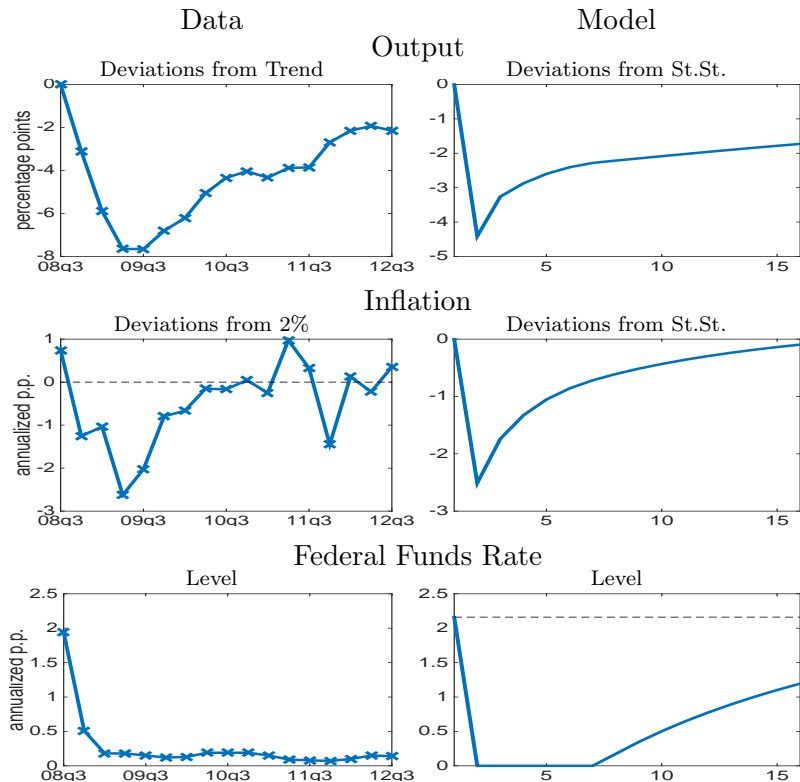 Data
Model
Output
Deviations from Trend
Deviations from St.St.
percentage points
0
-2
-4
-6
-8
08q3
09q3
10q3
11q3
12q3
0
-1
-2
-3
-4
-5
5
10
15
Inflation
Deviations from 2%
Deviations from St.St.
annualized p.p.
1
0
-1
-2
-3
08q3
09q3
10q3
11q3
12q3
0
-1
-2
-3
5
10
15
Federal Funds Rate
Level
Level
annualized p.p.
2.5
2
1.5
1
0.5
0
08q3
09q3
10q3
11q3
12q3
2.5
2
1.5
1
0.5
0
5
10
15